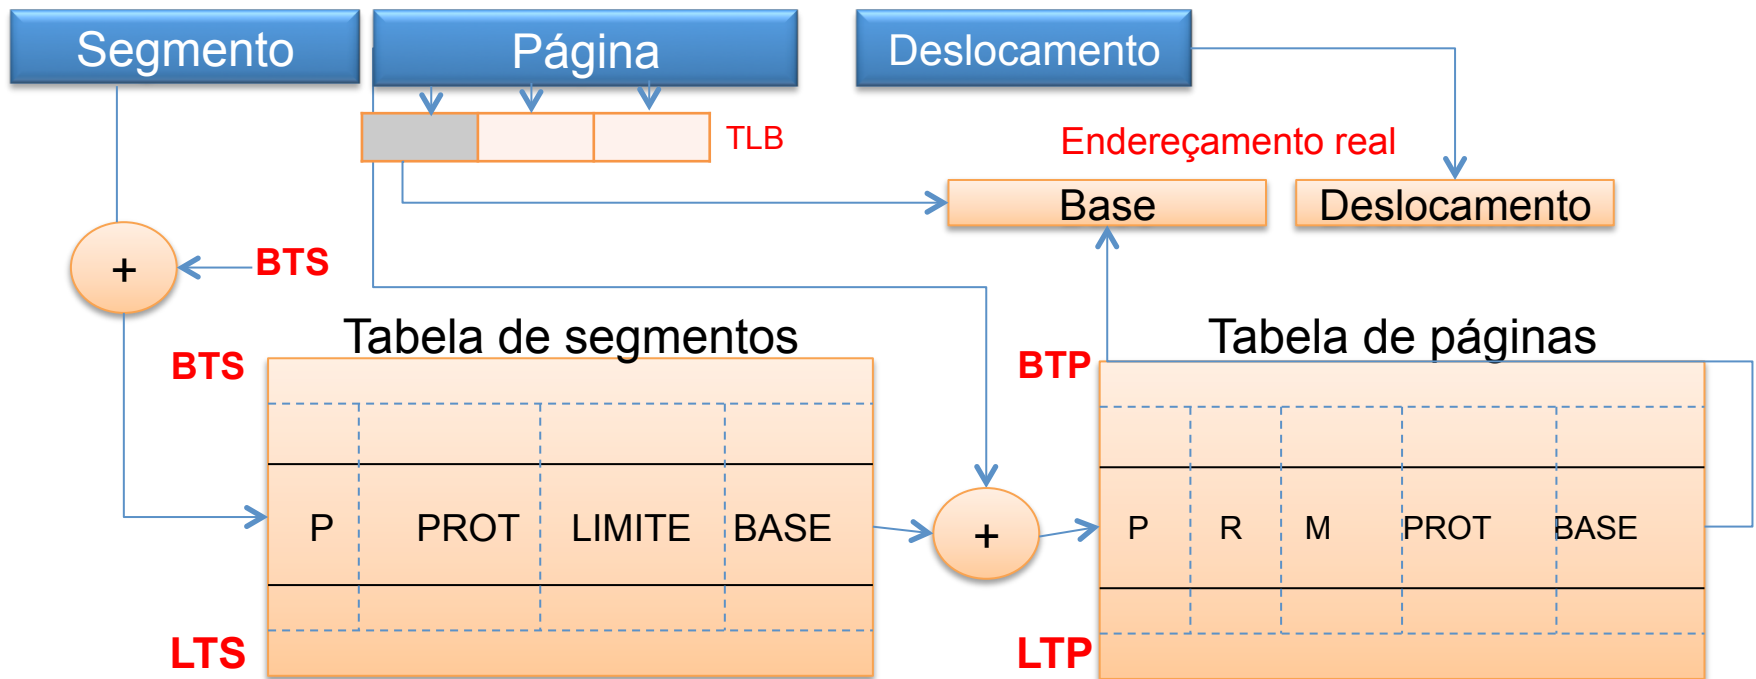 Segmento
Página
Deslocamento
TLB
Endereçamento real
Base
Deslocamento
+
BTS
Tabela de segmentos
Tabela de páginas
BTS
BTP
P PROT LIMITE BASE
+
P R M PROT BASE
LTS
LTP